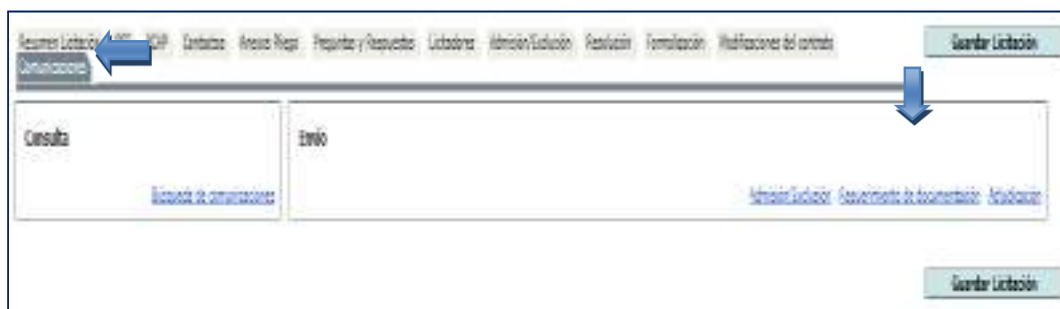 Resumen Licitación PCAP Contactos Anexos Pliego Preguntas y Respuestas Licitadores Admisión/Exclusión Resolución Formalización Modificaciones del contrato Guardar Licitación
Comunicaciones
Consulta Envío
Búsqueda de comunicaciones Admisión/Exclusión Requerimiento de documentación Adjudicación
Guardar Licitación